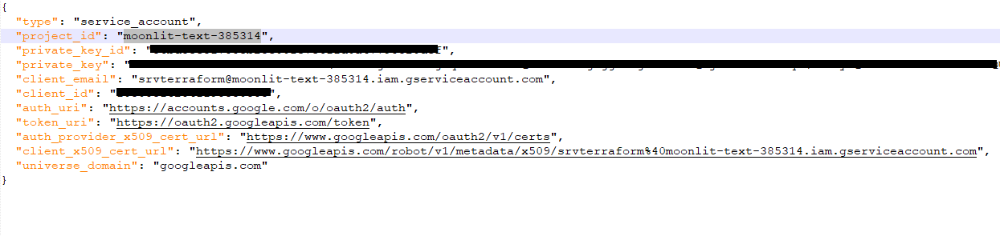 {
"type": "service_account",
"project_id": "moonlit-text-385314",
"private_key_id": "
",
"private_key": "
"client_email": "srvterraform@moonlit-text-385314.iam.gserviceaccount.com",
"client_id": "
",
"auth_uri": "https://accounts.google.com/o/oauth2/auth",
"token_uri": "https://oauth2.googleapis.com/token",
"auth_provider_x509_cert_url": "https://www.googleapis.com/oauth2/v1/certs",
"client_x509_cert_url": "https://www.googleapis.com/robot/v1/metadata/x509/srvterraform%40moonlit-text-385314.iam.gserviceaccount.com",
"universe_domain": "googleapis.com"
}